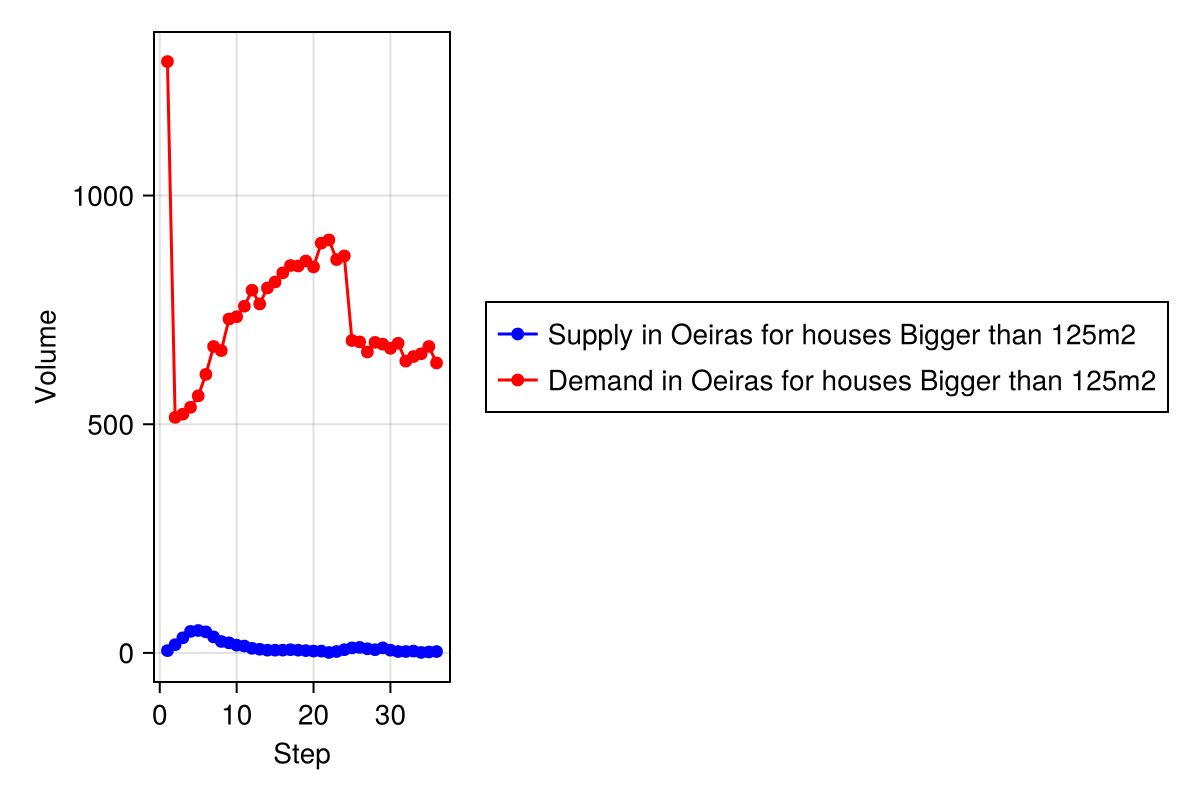 Volume
1000
500
0
0 10 20 30
Step
Supply in Oeiras for houses Bigger than 125m2
Demand in Oeiras for houses Bigger than 125m2